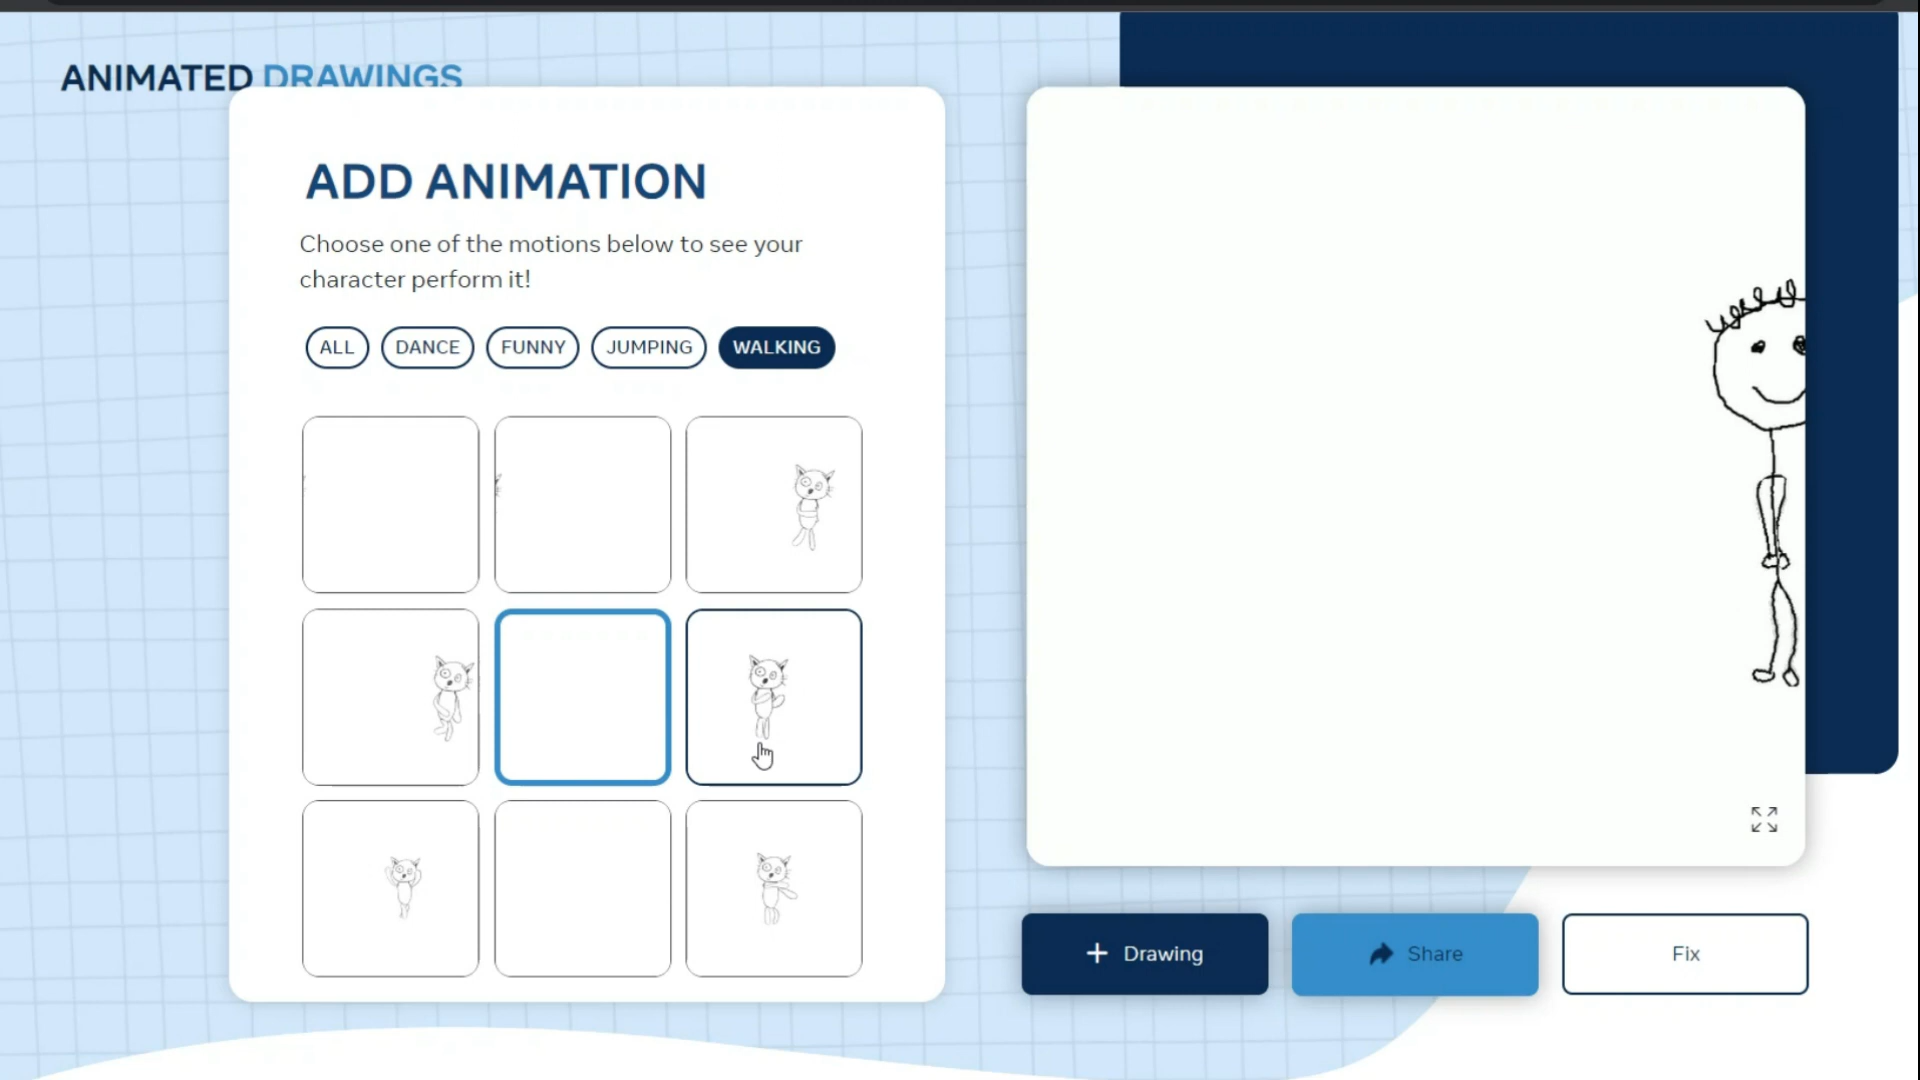 ANIMATED DRAWINGS
ADD ANIMATION
Choose one of the motions below to see your
character perform it!
ALL DANCE FUNNY JUMPING WALKING
+ Drawing Share Fix